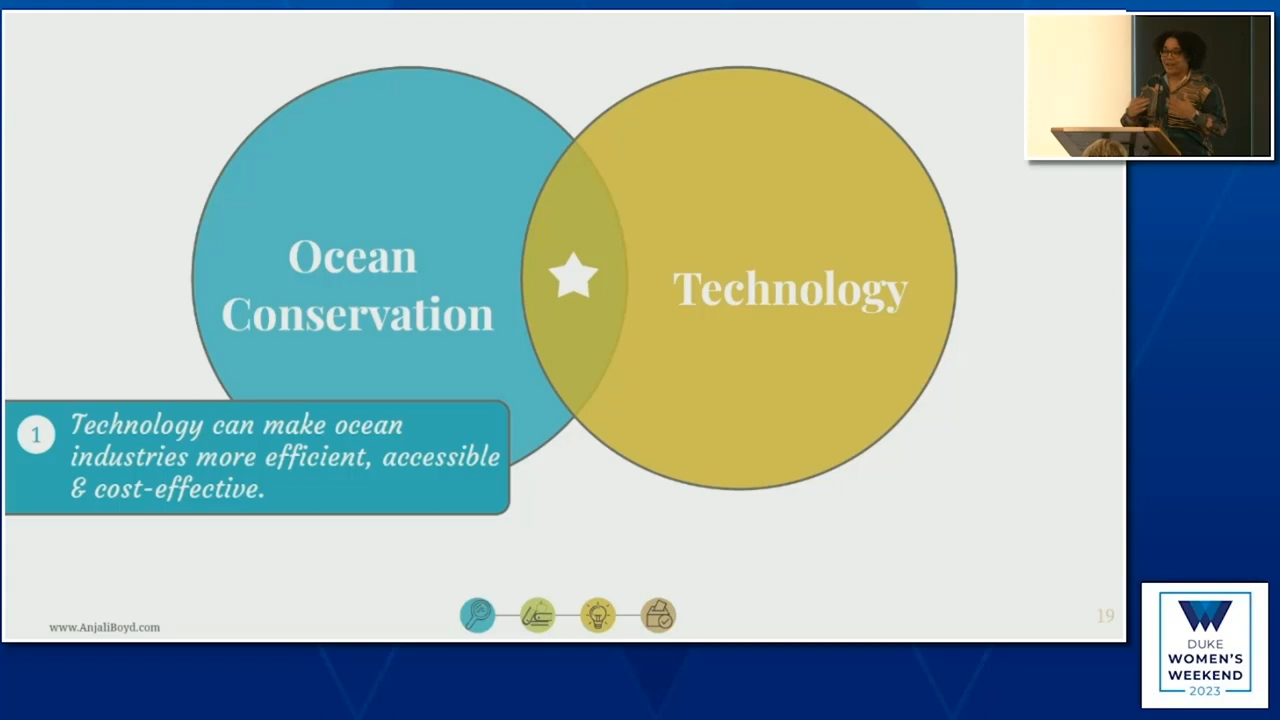 Ocean
Conservation
Technology
1
Technology can make ocean
industries more efficient, accessible
& cost-effective.
www.AnjaliBoyd.com
19
DUKE
WOMEN'S
WEEKEND
2023